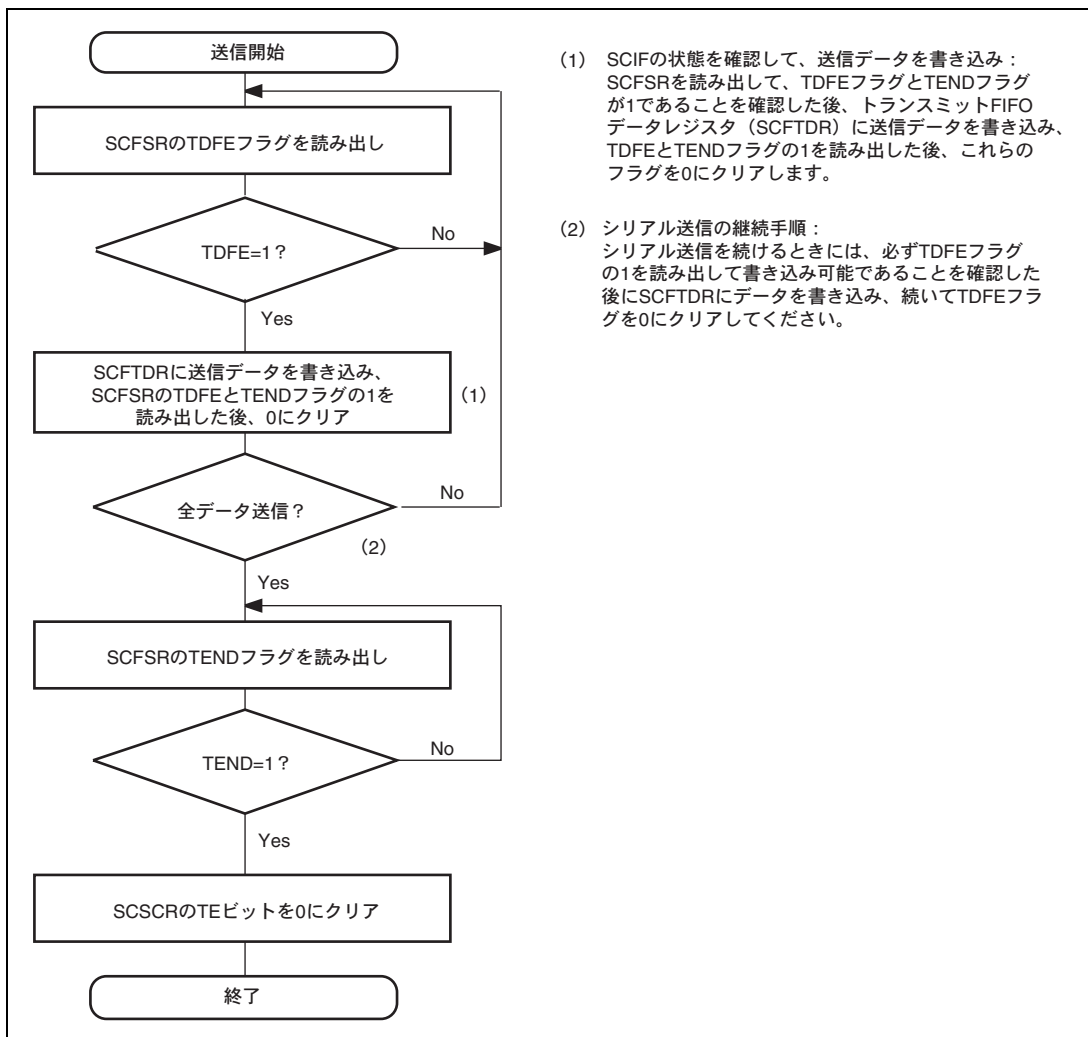 送信開始
SCFSRのTDFEフラグを読み出し
TDFE=1？
No
Yes
SCFTDRに送信データを書き込み、
SCFSRのTDFEとTENDフラグの1を
読み出した後、0にクリア
（1）
全データ送信？
No
（2）
Yes
SCFSRのTENDフラグを読み出し
TEND=1？
No
Yes
SCSCRのTEビットを0にクリア
終了
（1） SCIFの状態を確認して、送信データを書き込み：
SCFSRを読み出して、TDFEフラグとTENDフラグ
が1であることを確認した後、トランスミットFIFO
データレジスタ（SCFTDR）に送信データを書き込み、
TDFEとTENDフラグの1を読み出した後、これらの
フラグを0にクリアします。
（2） シリアル送信の継続手順：
シリアル送信を続けるときには、必ずTDFEフラグ
の1を読み出して書き込み可能であることを確認した
後にSCFTDRにデータを書き込み、続いてTDFEフラ
グを0にクリアしてください。